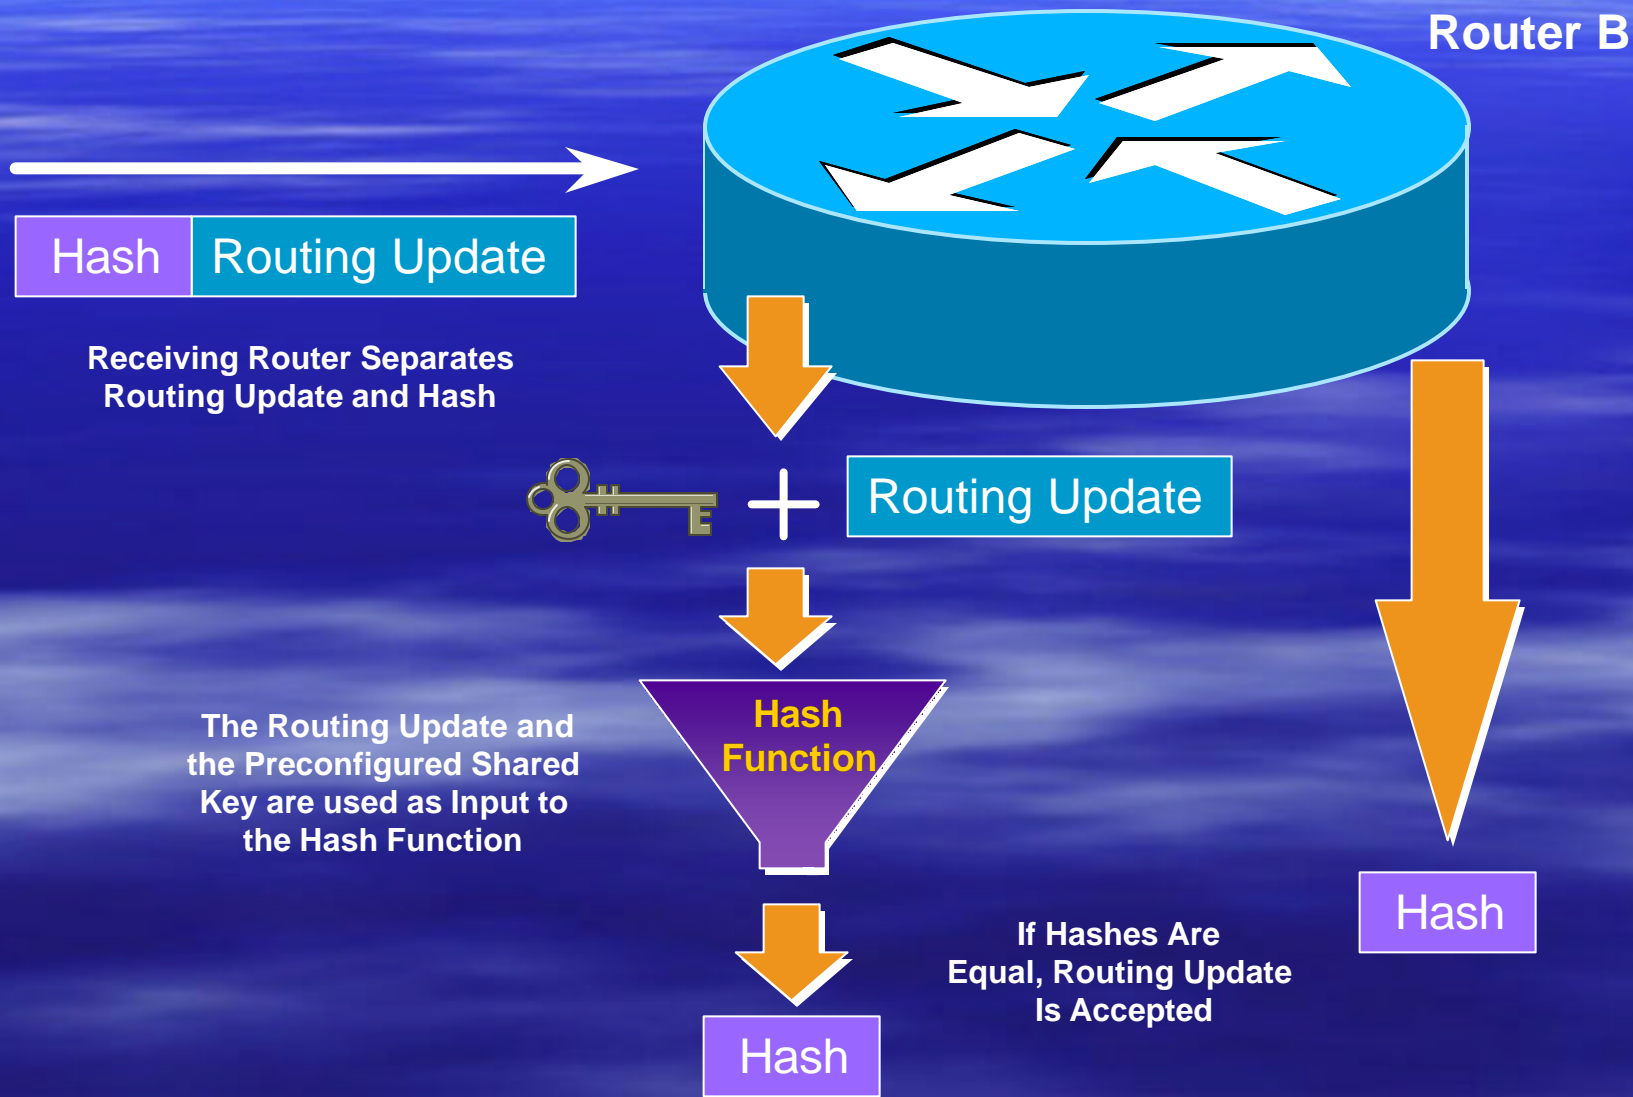 Router B
Hash
Routing Update
Receiving Router Separates
Routing Update and Hash
Routing Update
Hash
Function
The Routing Update and
the Preconfigured Shared
Key are used as Input to
the Hash Function
Hash
If Hashes Are
Equal, Routing Update
Is Accepted
Hash